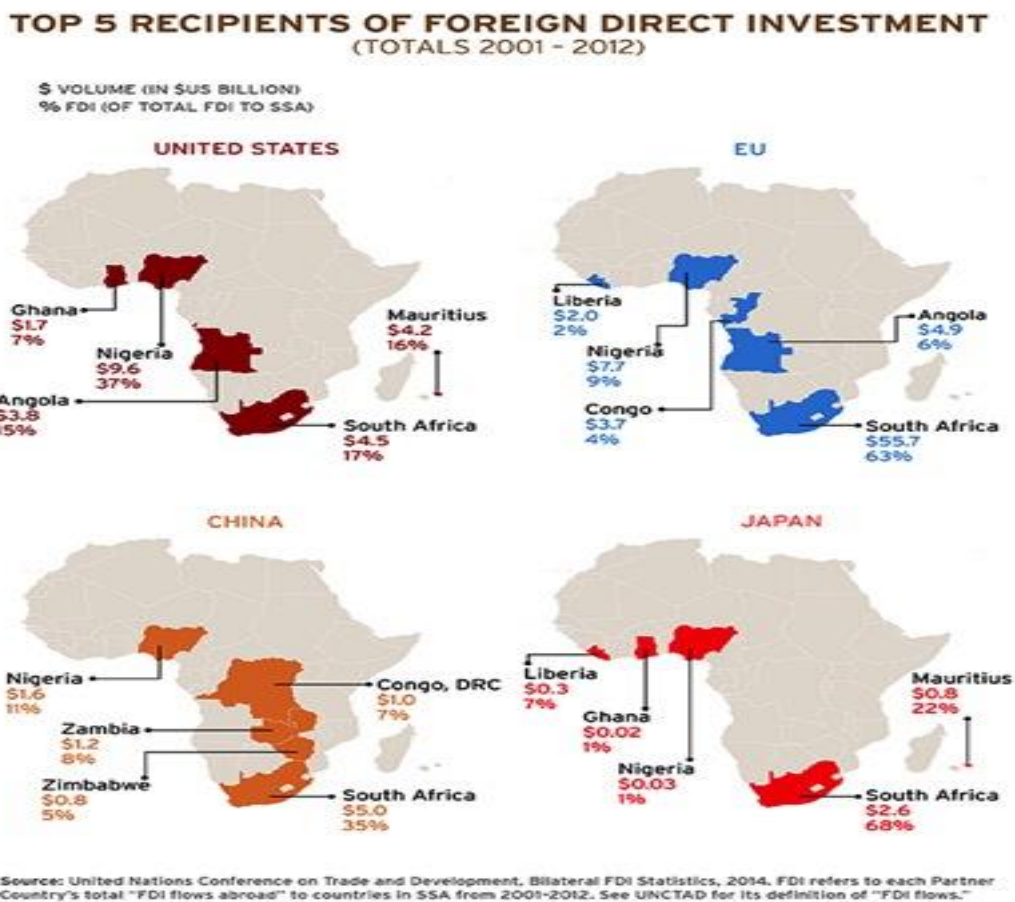 TOP 5 RECIPIENTS OF FOREIGN DIRECT INVESTMENT
(TOTALS 2001 - 2012)
$ VOLUME (IN $US BILLION)
% FDI (OF TOTAL FDI TO SSA)
UNITED STATES
Ghana
$1.7
7%
Nigeria
$9.6
37%
Mauritius
$4.2
16%
Angola
$3.8
5%
South Africa
$4.5
17%
EU
Liberia
$2.0
2%
Nigeria
$7.7
9%
Angola
$4.9
6%
Congo
$3.7
4%
South Africa
$55.7
63%
CHINA
Nigeria
$1.6
11%
Congo, DRC
$1.0
7%
Zambia
$1.2
8%
Zimbabwe
$0.8
5%
South Africa
$5.0
35%
JAPAN
Liberia
$0.3
7%
Ghana
$0.02
1%
Nigeria
$0.03
1%
Mauritius
$0.8
22%
South Africa
$2.6
68%
Source: United Nations Conference on Trade and Development, Bilateral FDI Statistics, 2014. FDI refers to each Partner
Country's total "FDI flows abroad" to countries in SSA from 2001-2012. See UNCTAD for its definition of "FDI flows."